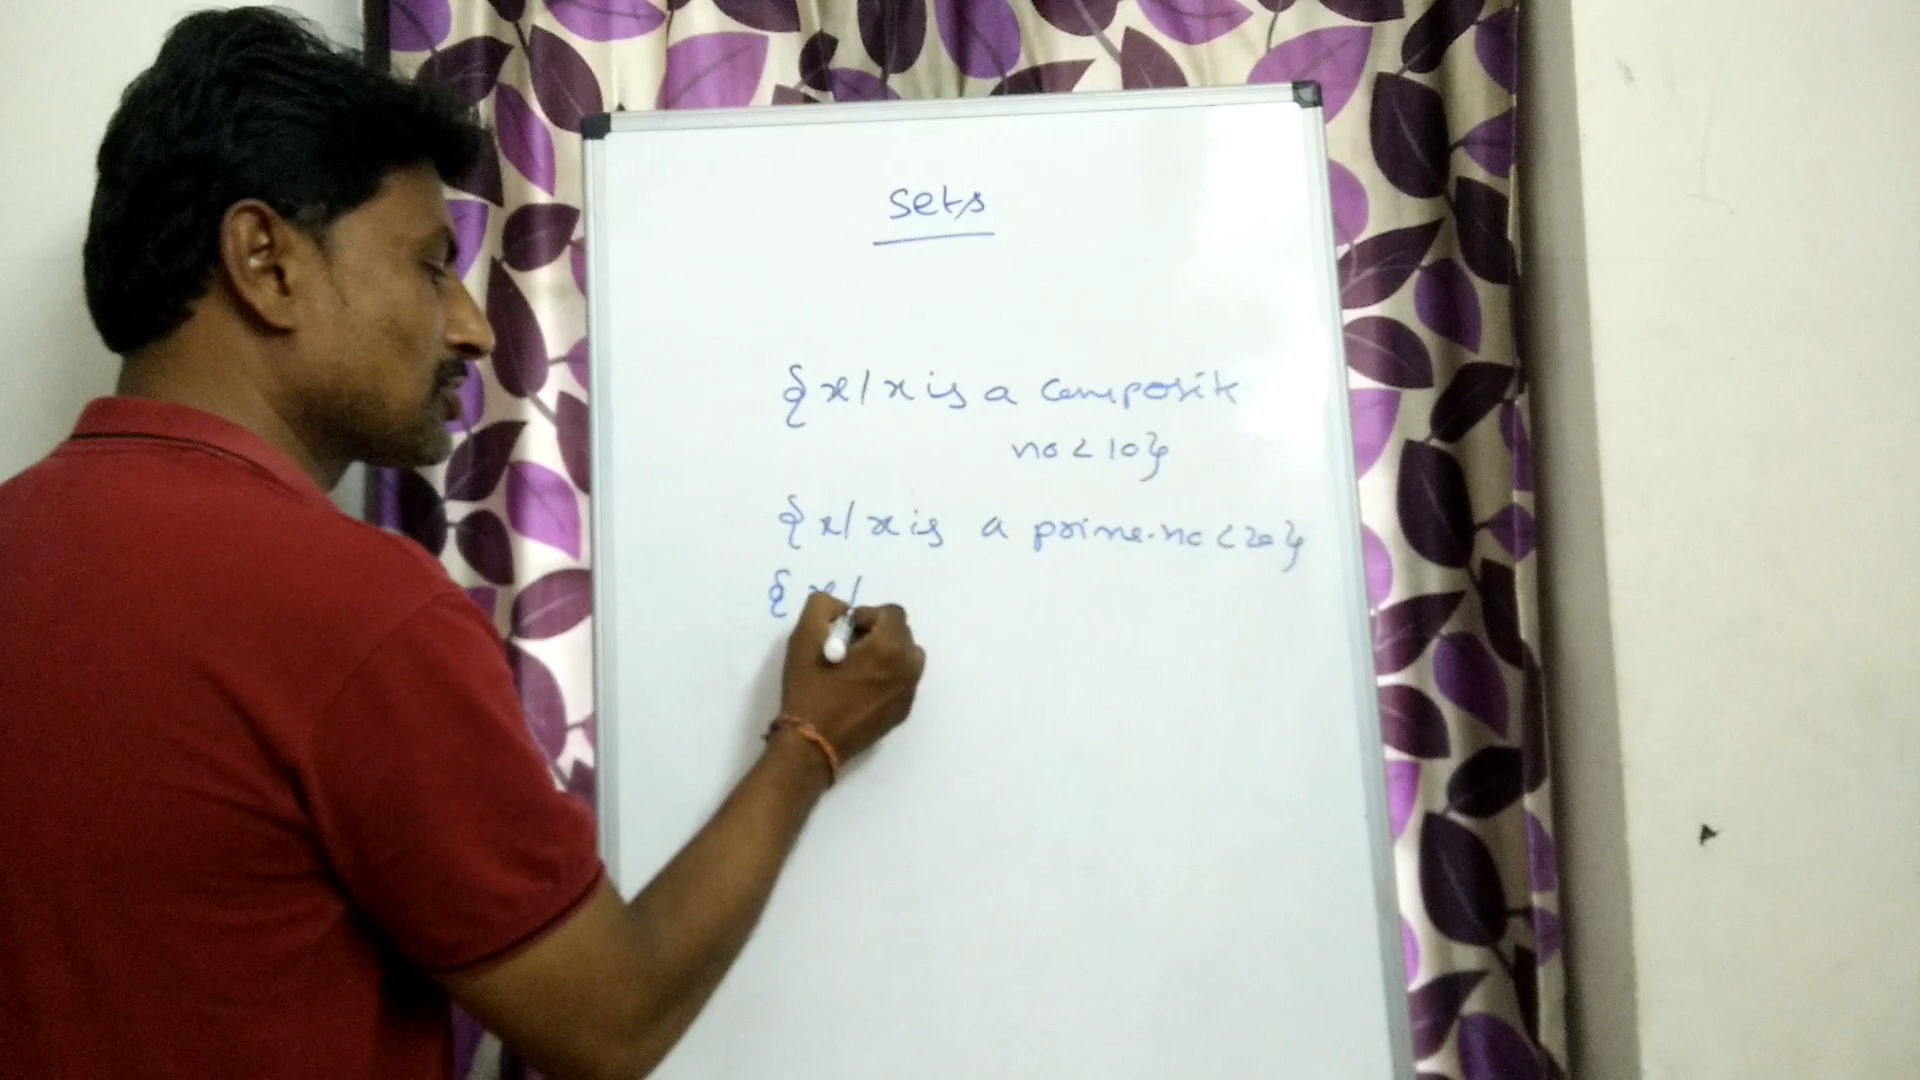 Sets
{x/x is a composite
no < 10}
{x/x is a prime.no < 20}
{x/